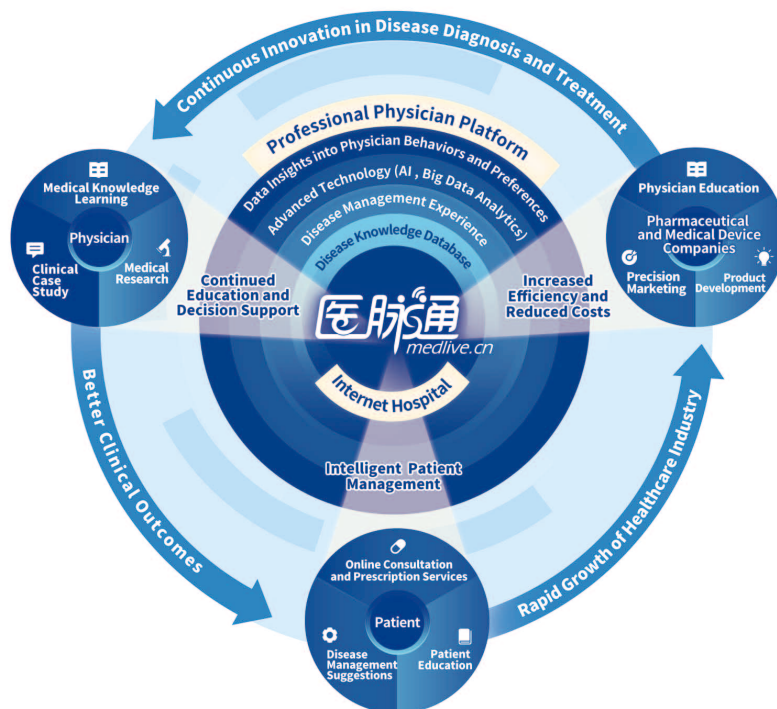 Continuous Innovation in Disease Diagnosis and Treatment
Professional Physician Platform
Data Insights into Physician Behaviors and Preferences
Advanced Technology (AI , Big Data Analytics)
Disease Management Experience
Disease Knowledge Database
Medical Knowledge
Learning
Physician
Clinical
Case
Study
Medical
Research
Physician Education
Pharmaceutical
and Medical Device
Companies
Precision
Marketing
Product
Development
Continued
Education and
Decision Support
Increased
Efficiency and
Reduced Costs
医脉通
medlive.cn
Internet Hospital
Intelligent Patient
Management
Better Clinical Outcomes
Rapid Growth of Healthcare Industry
Online Consultation
and Prescription Services
Patient
Disease
Management
Suggestions
Patient
Education